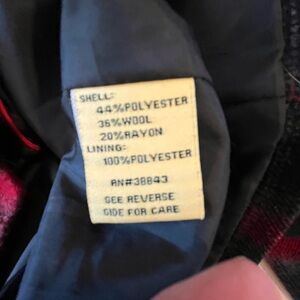 SHELL:
44%POLYESTER
36%WOOL
20%RAYON
LINING:
100%POLYESTER
RN#38843
SEE REVERSE
SIDE FOR CARE